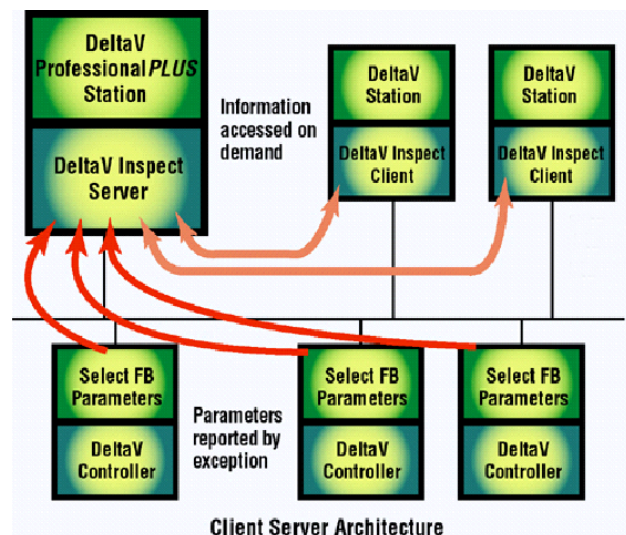 DeltaV
ProfessionalPLUS
Station
DeltaV Inspect
Server
Information
accessed on
demand
DeltaV
Station
DeltaV Inspect
Client
DeltaV
Station
DeltaV Inspect
Client
Select FB
Parameters
DeltaV
Controller
Parameters
reported by
exception
Select FB
Parameters
DeltaV
Controller
Select FB
Parameters
DeltaV
Controller
Client Server Architecture